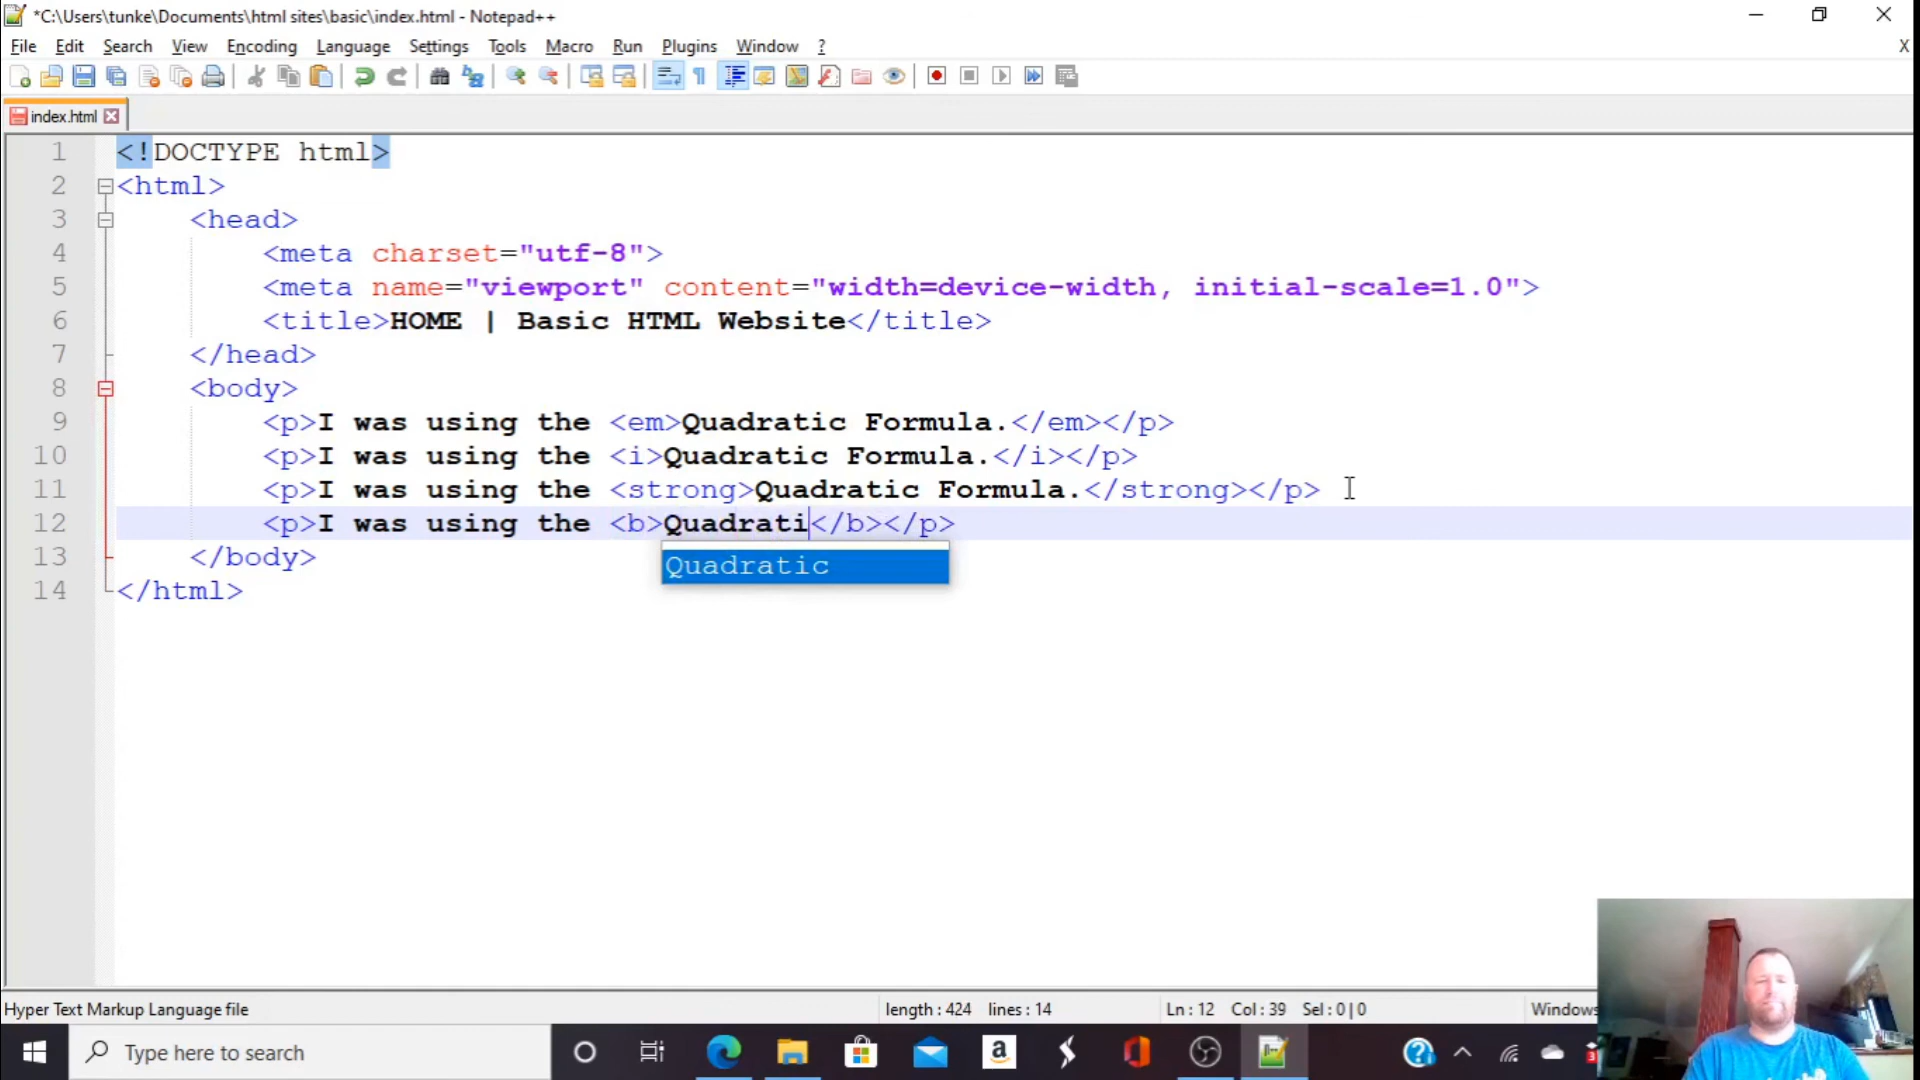 *C:\Users\tunke\Documents\html sites\basic\index.html - Notepad++
File Edit Search View Encoding Language Settings Tools Macro Run Plugins Window ? X
index.html
1 <!DOCTYPE html>
2 <html>
3 <head>
4 <meta charset="utf-8">
5 <meta name="viewport" content="width=device-width, initial-scale=1.0">
6 <title>HOME | Basic HTML Website</title>
7 </head>
8 <body>
9 <p>I was using the <em>Quadratic Formula.</em></p>
10 <p>I was using the <i>Quadratic Formula.</i></p>
11 <p>I was using the <strong>Quadratic Formula.</strong></p>
12 <p>I was using the <b>Quadrati</b></p>
Quadratic
13 </body>
14 </html>
Hyper Text Markup Language file length : 424 lines : 14 Ln : 12 Col : 39 Sel : 0 | 0 Windows
Type here to search